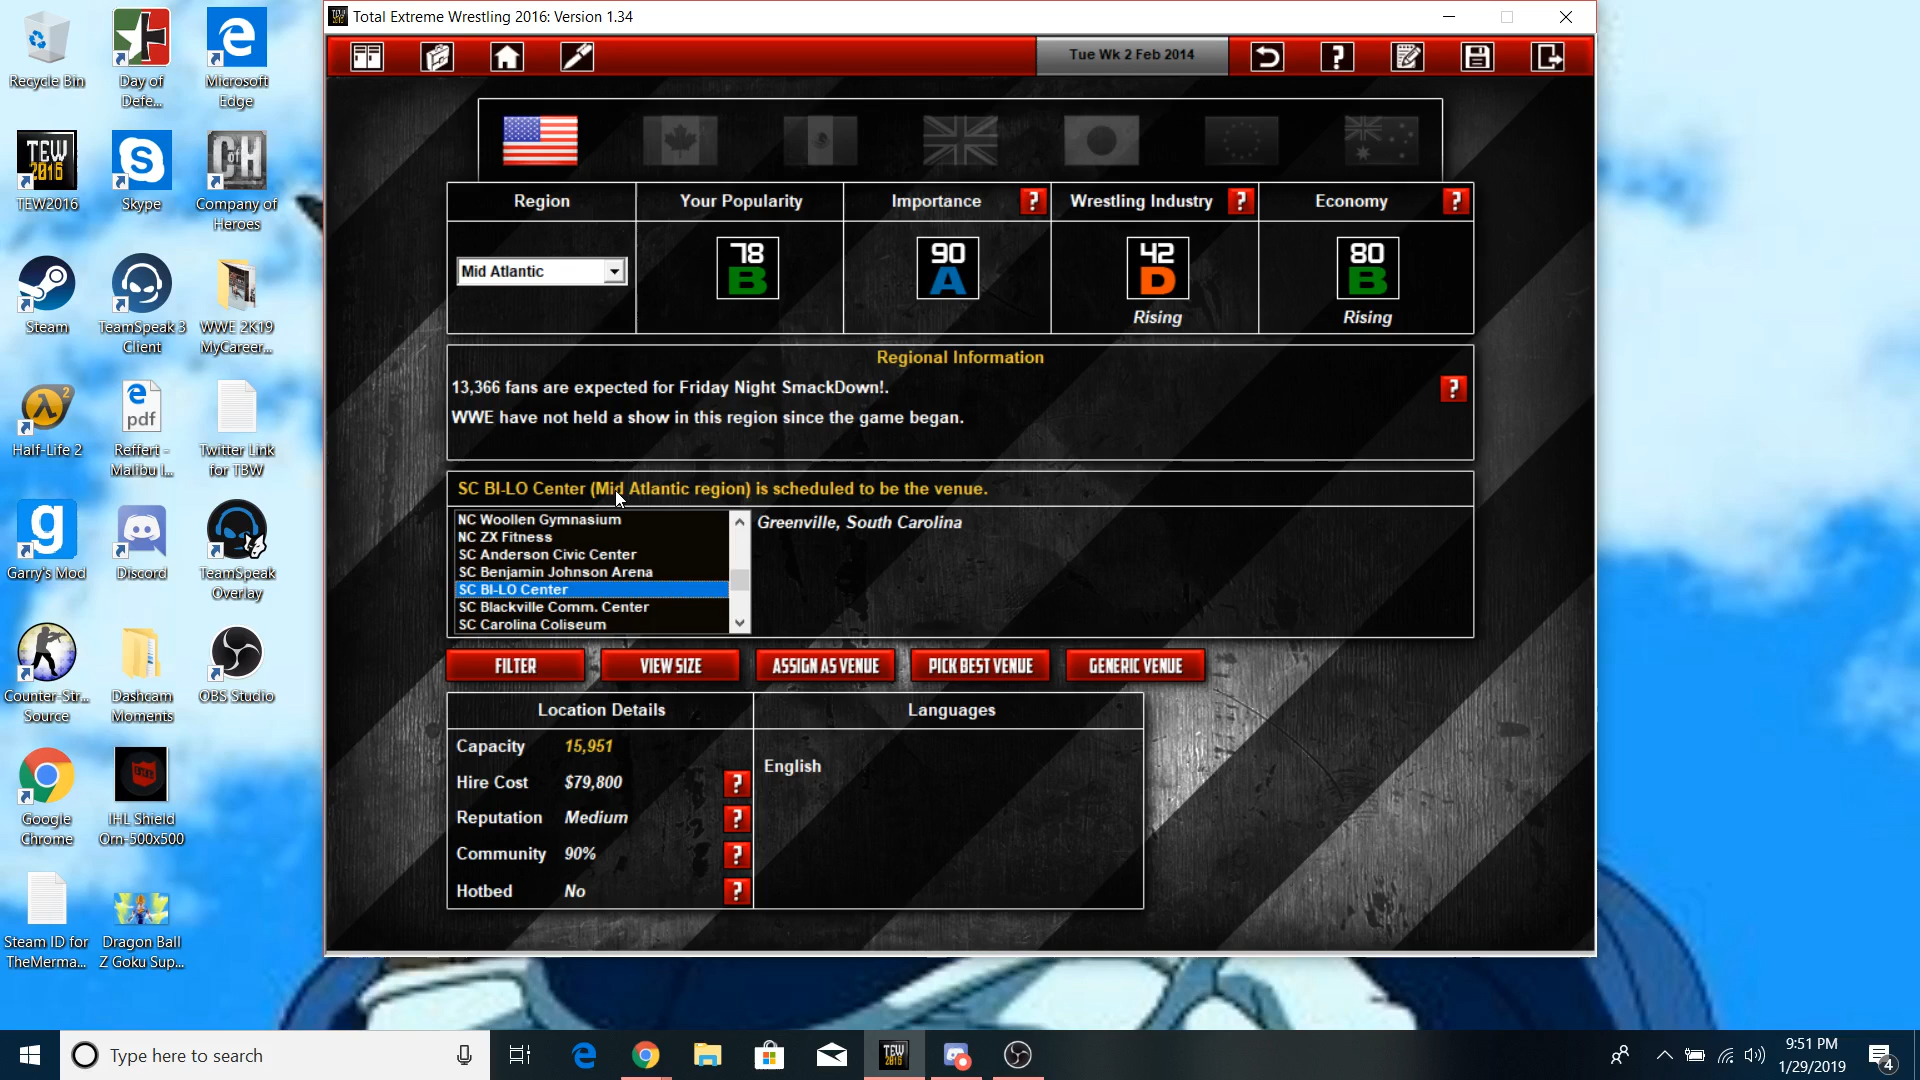 Total Extreme Wrestling 2016: Version 1.34
Tue Wk 2 Feb 2014
Region
Your Popularity
Importance
?
Wrestling Industry
?
Economy
?
Mid Atlantic
78
B
90
A
42
D
Rising
80
B
Rising
Regional Information
13,366 fans are expected for Friday Night SmackDown!.
?
WWE have not held a show in this region since the game began.
SC BI-LO Center (Mid Atlantic region) is scheduled to be the venue.
NC Woollen Gymnasium
NC ZX Fitness
SC Anderson Civic Center
SC Benjamin Johnson Arena
SC BI-LO Center
SC Blackville Comm. Center
SC Carolina Coliseum
Greenville, South Carolina
FILTER
VIEW SIZE
ASSIGN AS VENUE
PICK BEST VENUE
GENERIC VENUE
Location Details
Languages
Capacity 15,951
Hire Cost $79,800 ?
Reputation Medium ?
Community 90% ?
Hotbed No ?
English
Recycle Bin
Day of Defe...
Microsoft Edge
TEW 2016
TEW2016
Skype
Company of Heroes
Steam
TeamSpeak 3 Client
WWE 2K19 MyCareer...
Half-Life 2
pdf
Reffert - Malibu I...
Twitter Link for TBW
Garry's Mod
Discord
TeamSpeak Overlay
Counter-Str... Source
Dashcam Moments
OBS Studio
Google Chrome
IHL Shield Orn-500x500
Steam ID for TheMerma...
Dragon Ball Z Goku Sup...
Type here to search
TEW 2016
9:51 PM
1/29/2019
4